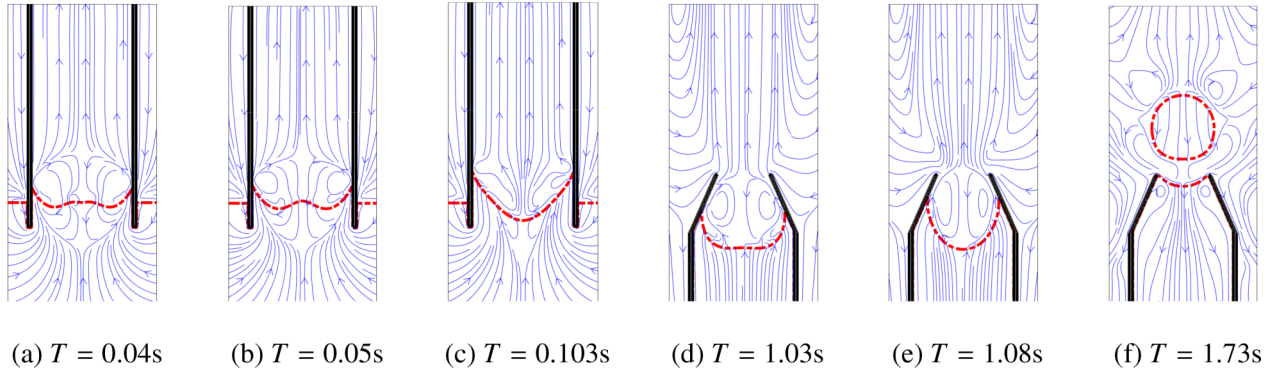 (a) T = 0.04s (b) T = 0.05s (c) T = 0.103s (d) T = 1.03s (e) T = 1.08s (f) T = 1.73s